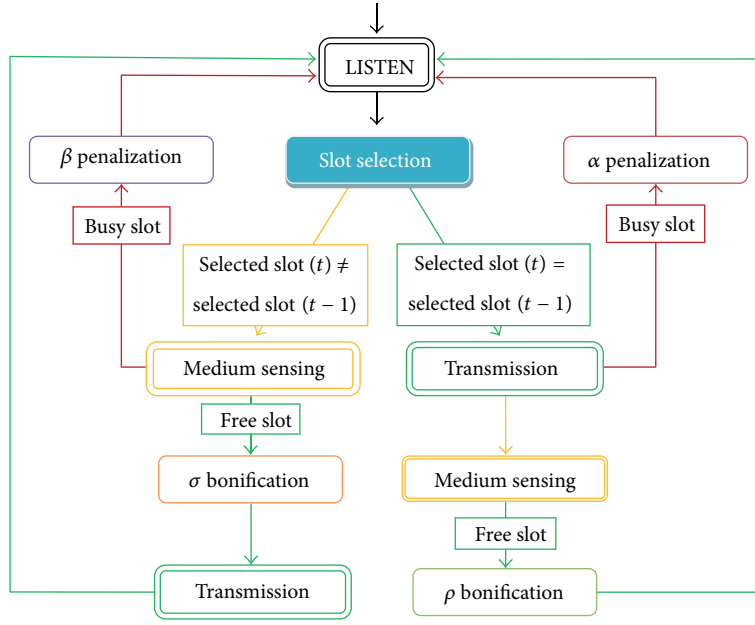 LISTEN
β penalization
Slot selection
α penalization
Busy slot
Busy slot
Selected slot (t) ≠
selected slot (t − 1)
Selected slot (t) =
selected slot (t − 1)
Medium sensing
Transmission
Free slot
σ bonification
Medium sensing
Free slot
Transmission
ρ bonification